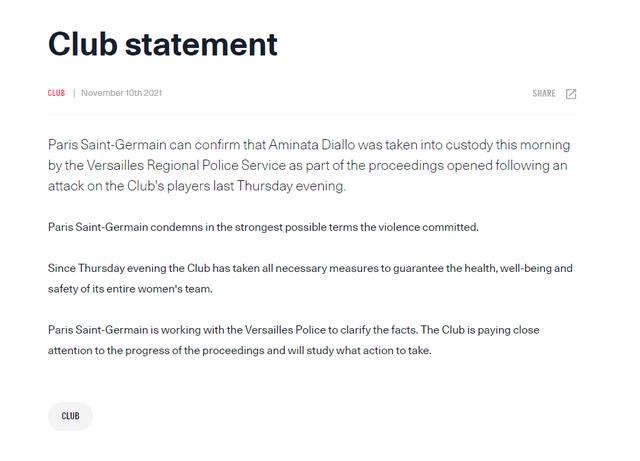 Club statement
CLUB | November 10th 2021 SHARE
Paris Saint-Germain can confirm that Aminata Diallo was taken into custody this morning
by the Versailles Regional Police Service as part of the proceedings opened following an
attack on the Club's players last Thursday evening.
Paris Saint-Germain condemns in the strongest possible terms the violence committed.
Since Thursday evening the Club has taken all necessary measures to guarantee the health, well-being and
safety of its entire women's team.
Paris Saint-Germain is working with the Versailles Police to clarify the facts. The Club is paying close
attention to the progress of the proceedings and will study what action to take.
CLUB